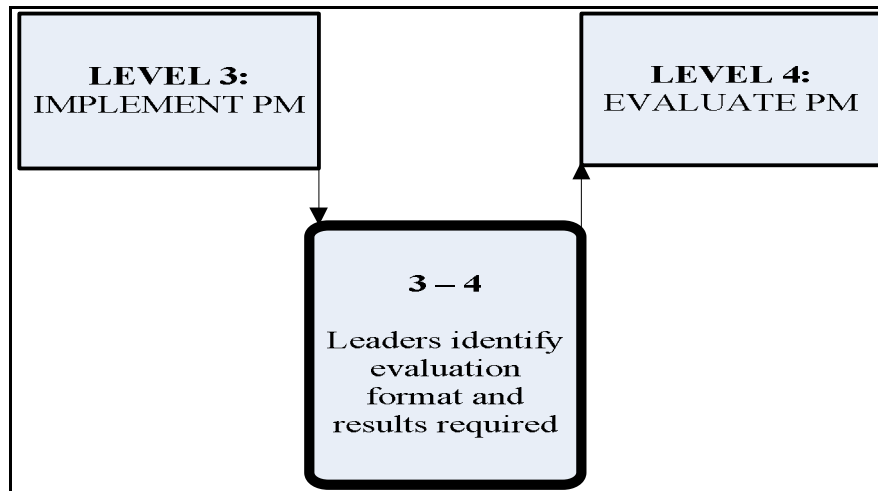 LEVEL 3:
IMPLEMENT PM
LEVEL 4:
EVALUATE PM
3 – 4
Leaders identify
evaluation
format and
results required